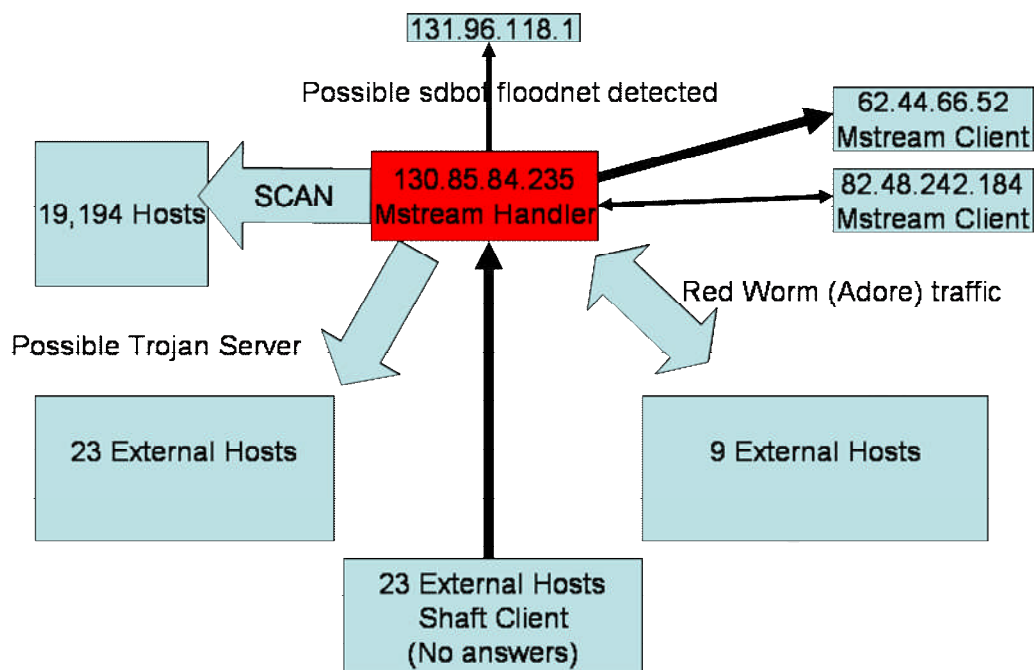 131.96.118.1
Possible sdbot floodnet detected
62.44.66.52
Mstream Client
130.85.84.235
Mstream Handler
82.48.242.184
Mstream Client
SCAN
19,194 Hosts
Red Worm (Adore) traffic
Possible Trojan Server
23 External Hosts
9 External Hosts
23 External Hosts
Shaft Client
(No answers)